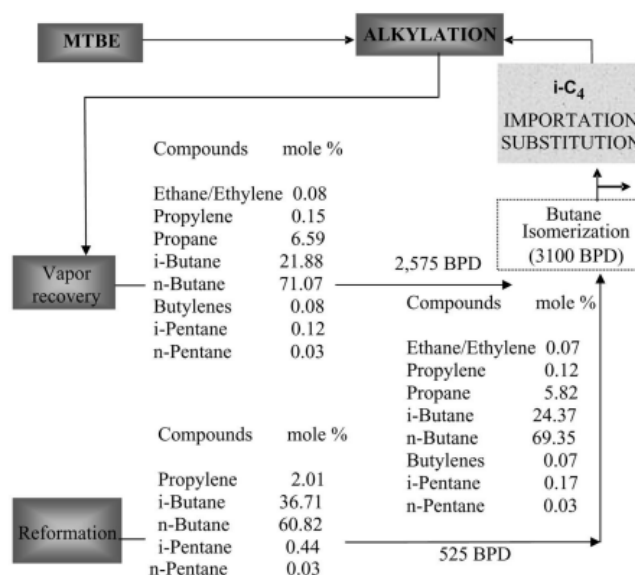 MTBE
ALKYLATION
i-C4
IMPORTATION
SUBSTITUTION
Compounds mole %
Ethane/Ethylene 0.08
Propylene 0.15
Propane 6.59
i-Butane 21.88
n-Butane 71.07
Butylenes 0.08
i-Pentane 0.12
n-Pentane 0.03
Vapor
recovery
2,575 BPD
Butane
Isomerization
(3100 BPD)
Compounds mole %
Ethane/Ethylene 0.07
Propylene 0.12
Propane 5.82
i-Butane 24.37
n-Butane 69.35
Butylenes 0.07
i-Pentane 0.17
n-Pentane 0.03
Compounds mole %
Propylene 2.01
i-Butane 36.71
n-Butane 60.82
i-Pentane 0.44
n-Pentane 0.03
Reformation
525 BPD